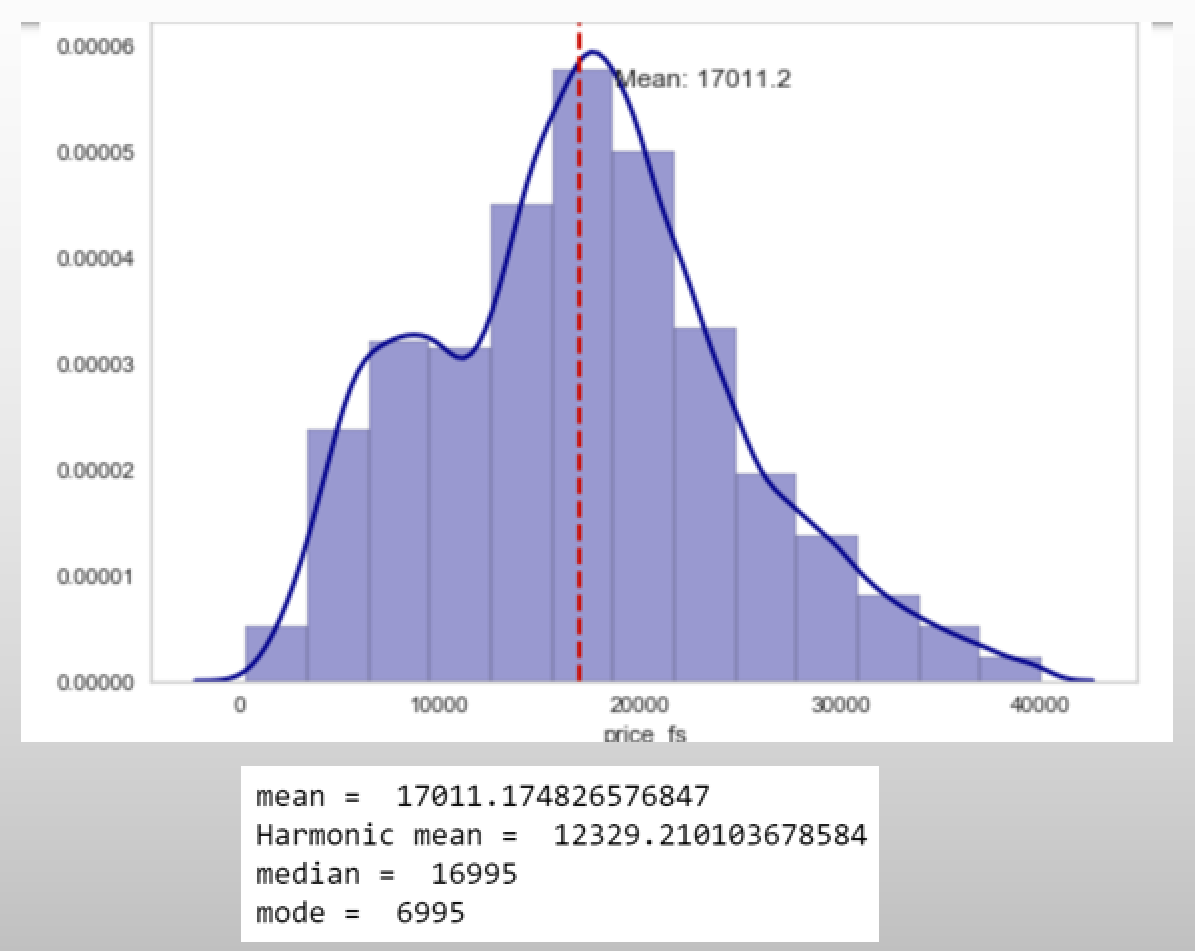 0.00006
Mean: 17011.2
0.00005
0.00004
0.00003
0.00002
0.00001
0.00000
0 10000 20000 30000 40000
price_fs
mean =  17011.174826576847
Harmonic mean =  12329.210103678584
median =  16995
mode =  6995